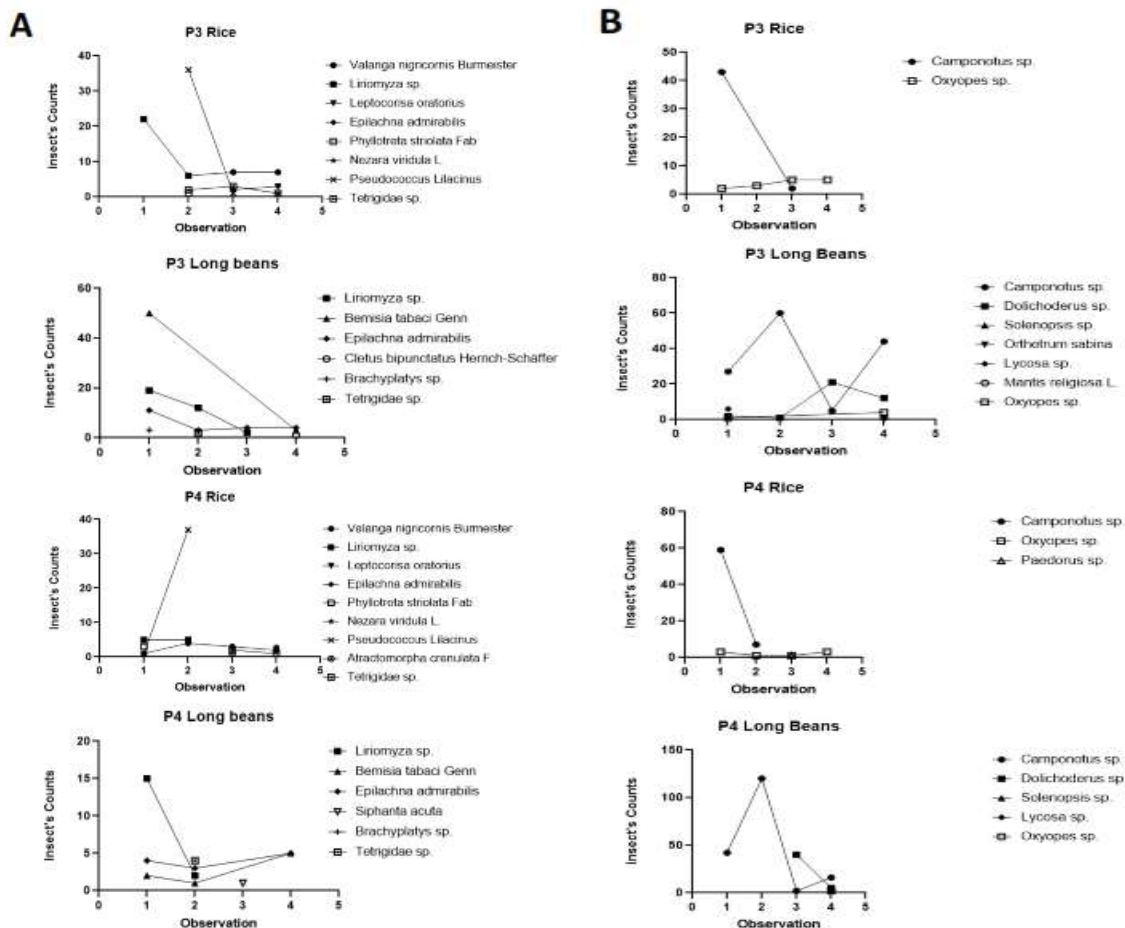 A
P3 Rice
Insect's Counts
40
30
20
10
0
0 1 2 3 4 5
Observation
Valanga nigricornis Burmeister
Liriomyza sp.
Leptocorisa oratorius
Epilachna admirabilis
Phyllotreta striolata Fab
Nezara viridula L
Pseudococcus Lilacinus
Tetrigidae sp.
P3 Long beans
Insect's Counts
60
40
20
0
0 1 2 3 4 5
Observation
Liriomyza sp.
Bemisia tabaci Genn
Epilachna admirabilis
Cletus bipunctatus Herrich-Schäffer
Brachyplatys sp.
Tetrigidae sp.
P4 Rice
Insect's Counts
40
30
20
10
0
0 1 2 3 4 5
Observation
Valanga nigricornis Burmeister
Liriomyza sp.
Leptocorisa oratorius
Epilachna admirabilis
Phyllotreta striolata Fab
Nezara viridula L.
Pseudococcus Lilacinus
Atractomorpha crenulata F
Tetrigidae sp.
P4 Long beans
Insect's Counts
20
15
10
5
0
0 1 2 3 4 5
Observation
Liriomyza sp.
Bemisia tabaci Genn
Epilachna admirabilis
Siphanta acuta
Brachyplatys sp.
Tetrigidae sp.
B
P3 Rice
Insect's Counts
50
40
30
20
10
0
0 1 2 3 4 5
Observation
Camponotus sp.
Oxyopes sp.
P3 Long Beans
Insect's Counts
80
60
40
20
0
0 1 2 3 4 5
Observation
Camponotus sp.
Dolichoderus sp.
Solenopsis sp.
Orthetrum sabina
Lycosa sp.
Mantis religiosa L.
Oxyopes sp.
P4 Rice
Insect's Counts
80
60
40
20
0
0 1 2 3 4 5
Observation
Camponotus sp.
Oxyopes sp.
Paedorus sp.
P4 Long Beans
Insect's Counts
150
100
50
0
0 1 2 3 4 5
Observation
Camponotus sp.
Dolichoderus sp
Solenopsis sp.
Lycosa sp.
Oxyopes sp.